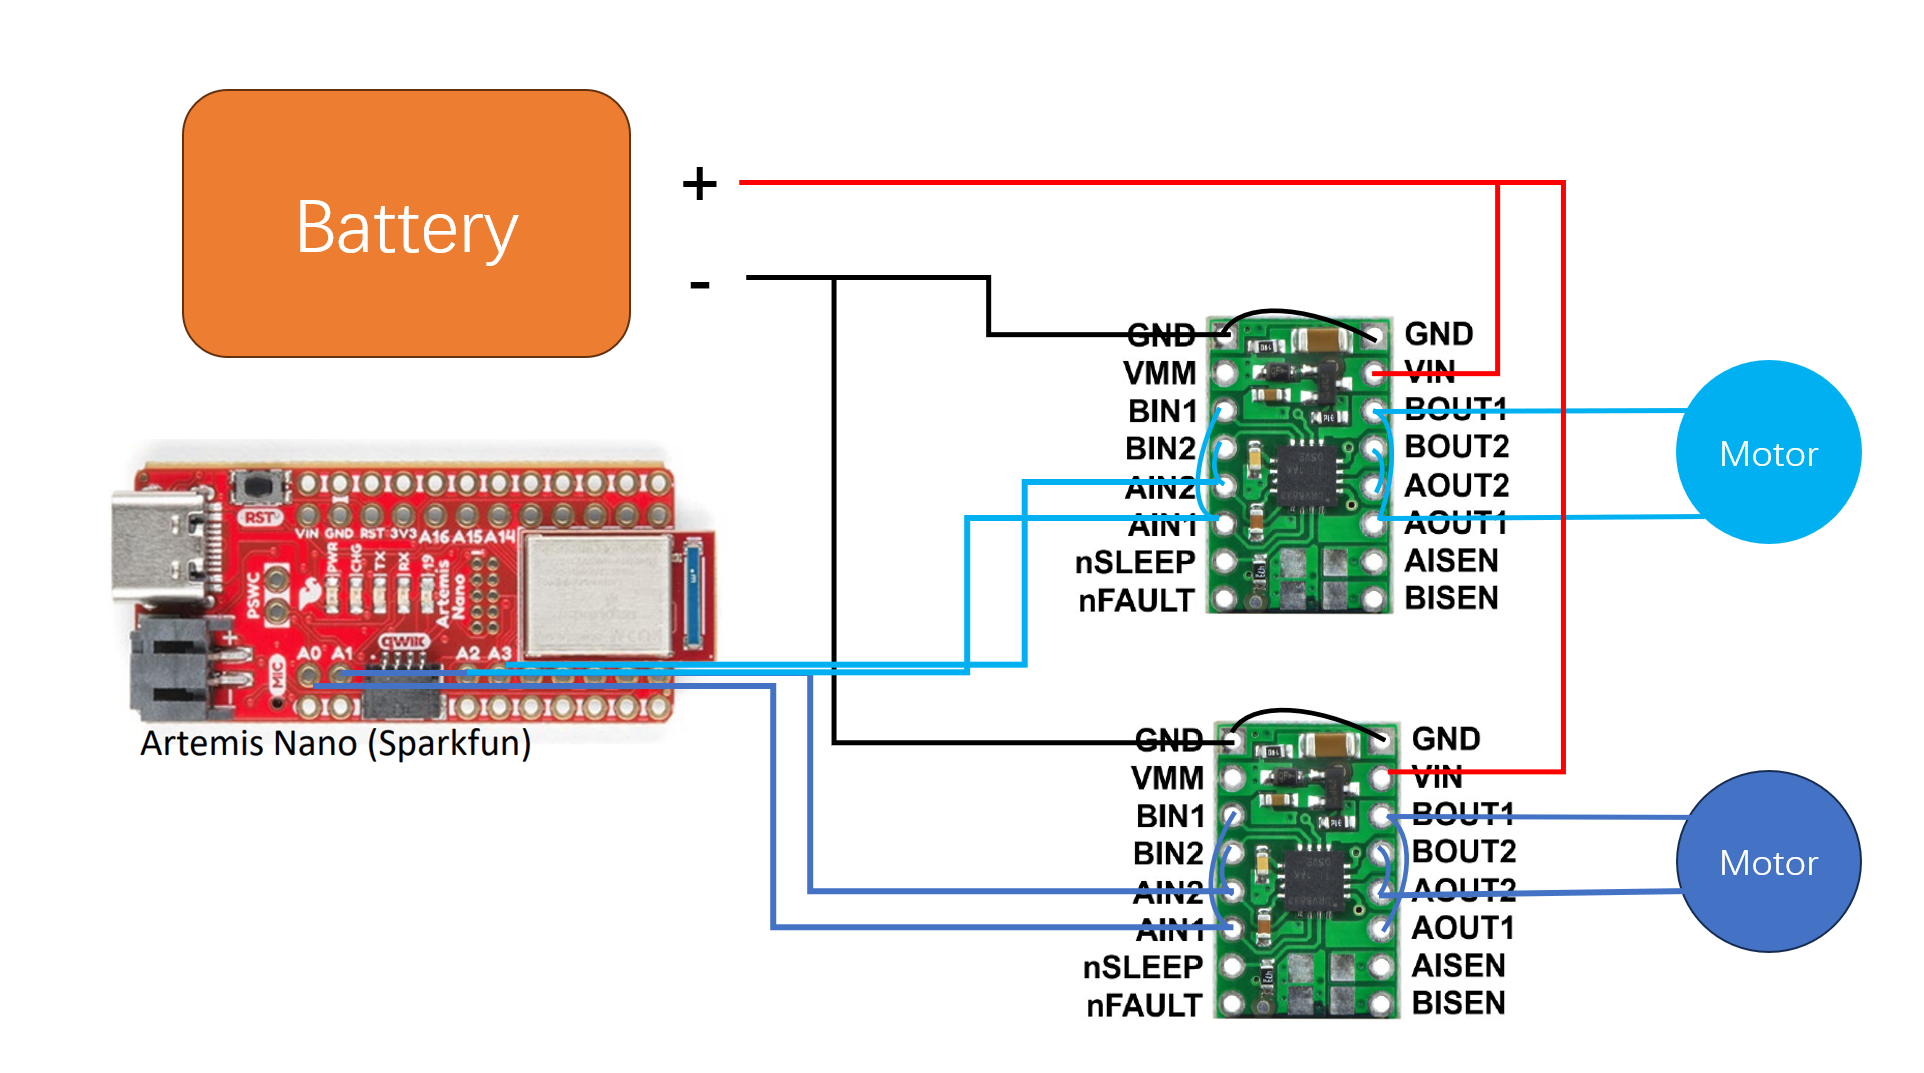 Battery
+
-
GND
VMM
BIN1
BIN2
AIN2
AIN1
nSLEEP
nFAULT
GND
VIN
BOUT1
BOUT2
AOUT2
AOUT1
AISEN
BISEN
Motor
RST
VIN GND RST 3V3 A16 A15 A14
PWR
CHG
TX
RX
19
PSWC
Artemis
Nano
qwiic
A0 A1 A2 A3
MIC
+
-
Artemis Nano (Sparkfun)
GND
VMM
BIN1
BIN2
AIN2
AIN1
nSLEEP
nFAULT
GND
VIN
BOUT1
BOUT2
AOUT2
AOUT1
AISEN
BISEN
Motor